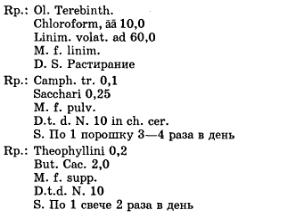 Rp.: Ol. Terebinth.
Chloroform, āā 10,0
Linim. volat. ad 60,0
M. f. linim.
D. S. Растирание
Rp.: Camph. tr. 0,1
Sacchari 0,25
M. f. pulv.
D.t. d. N. 10 in ch. cer.
S. По 1 порошку 3—4 раза в день
Rp.: Theophyllini 0,2
But. Cac. 2,0
M. f. supp.
D.t.d. N. 10
S. По 1 свече 2 раза в день